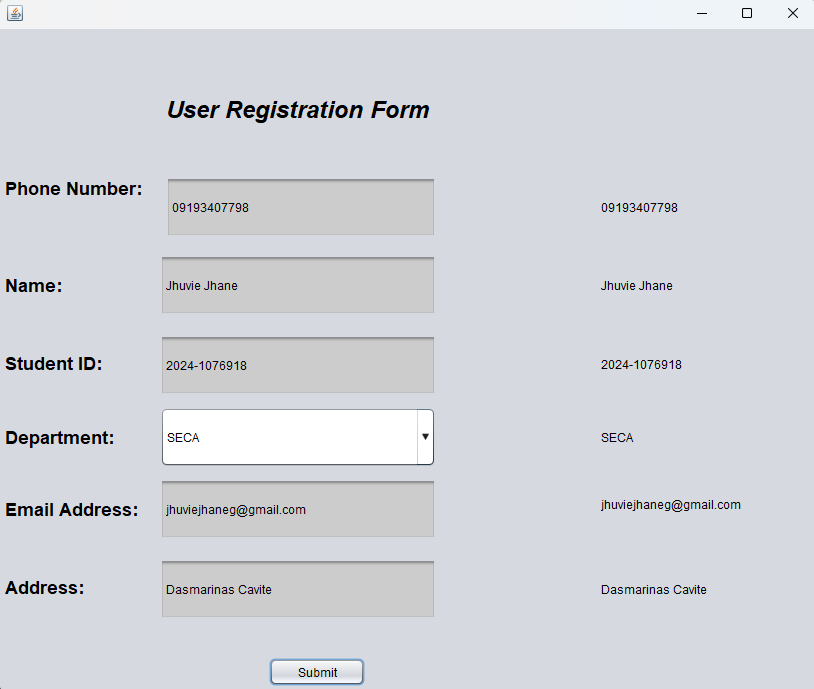 User Registration Form
Phone Number: 09193407798 09193407798
Name: Jhuvie Jhane Jhuvie Jhane
Student ID: 2024-1076918 2024-1076918
Department: SECA SECA
Email Address: jhuviejhaneg@gmail.com jhuviejhaneg@gmail.com
Address: Dasmarinas Cavite Dasmarinas Cavite
Submit